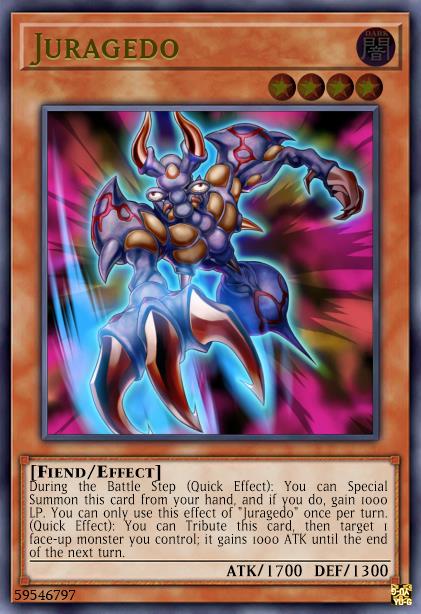 Juragedo
DARK
闇
[Fiend/Effect]
During the Battle Step (Quick Effect): You can Special
Summon this card from your hand, and if you do, gain 1000
LP. You can only use this effect of "Juragedo" once per turn.
(Quick Effect): You can Tribute this card, then target 1
face-up monster you control; it gains 1000 ATK until the end
of the next turn.
ATK/1700 DEF/1300
59546797